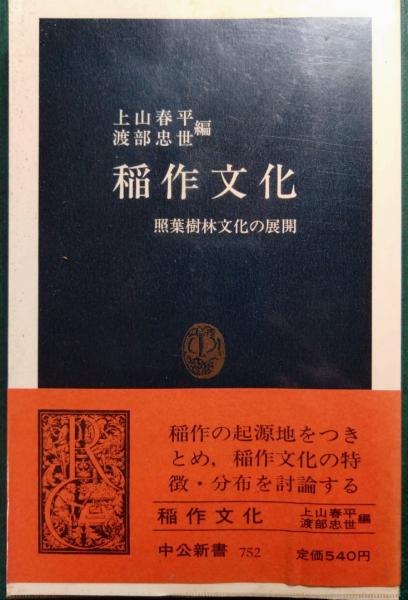 上山春平
渡部忠世
編
稲作文化
照葉樹林文化の展開
稲作の起源地をつき
とめ，稲作文化の特
徴・分布を討論する
稲作文化
上山春平
渡部忠世
編
中公新書 752
定価540円